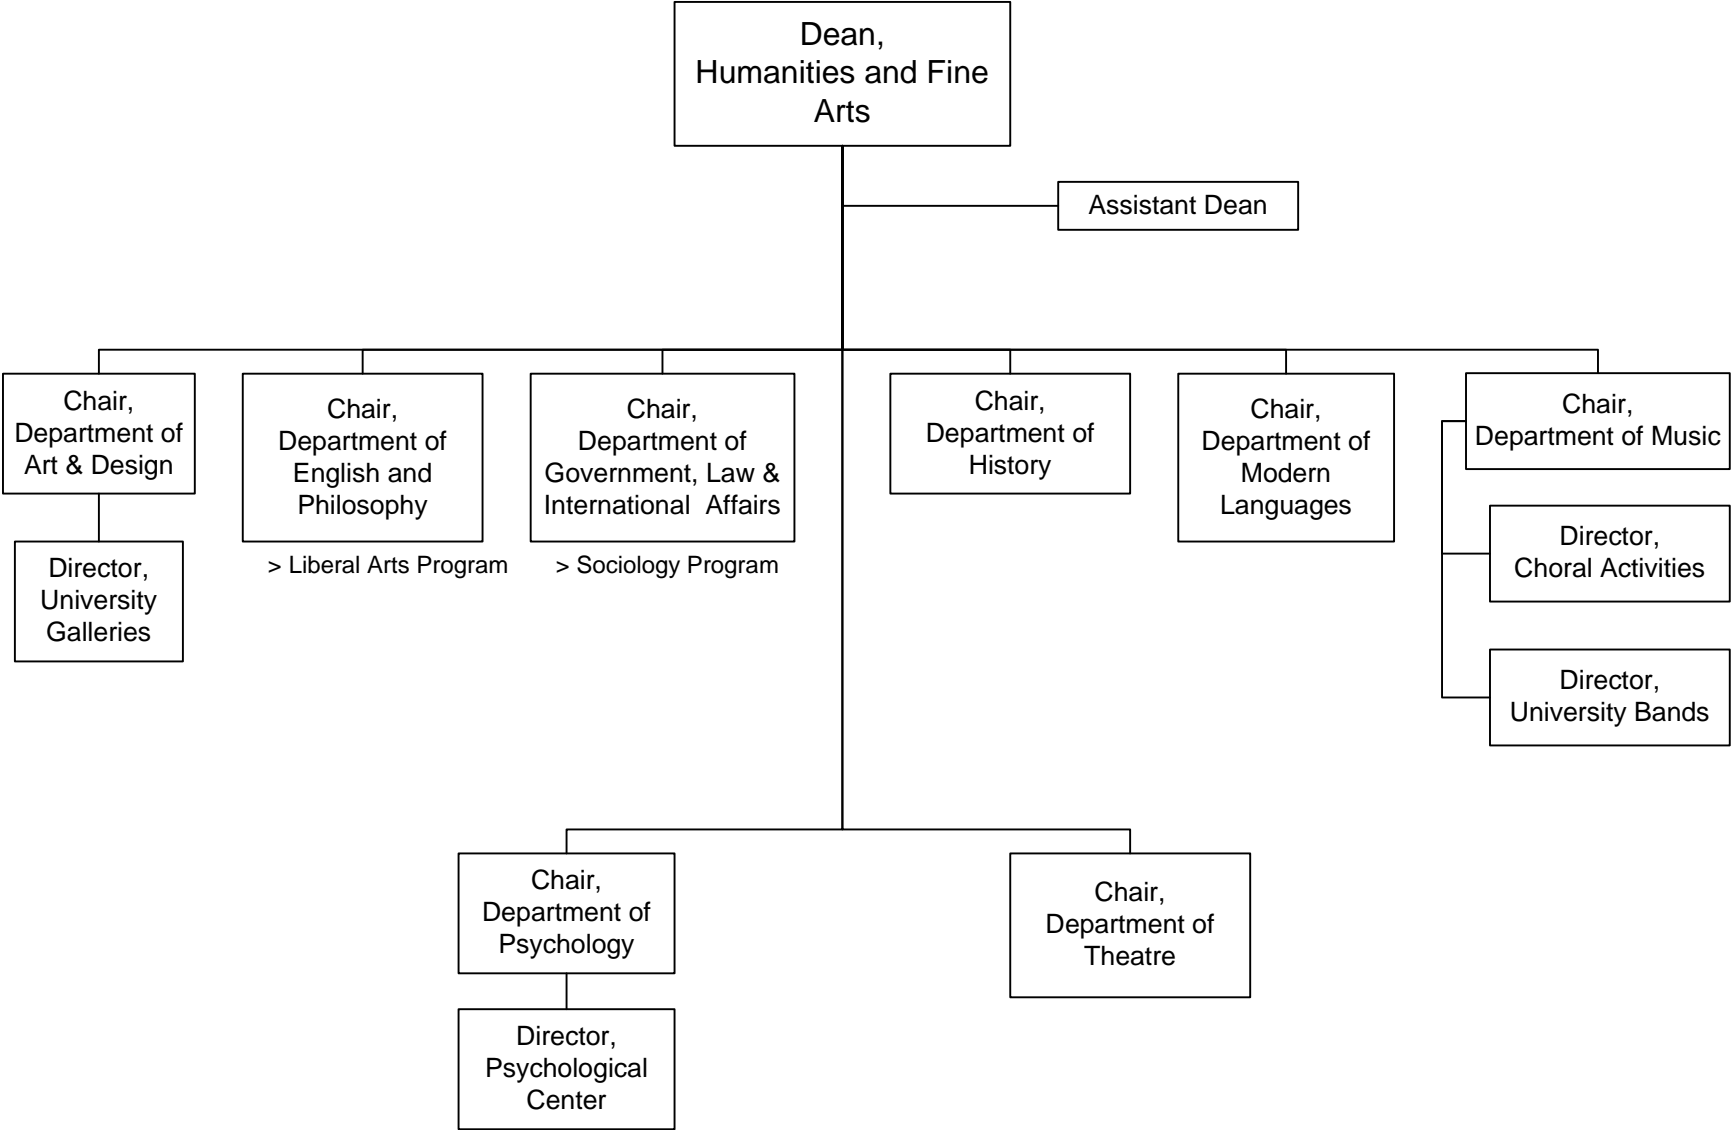 Dean,
Humanities and Fine
Arts
Assistant Dean
Chair,
Department of
Art & Design
Chair,
Department of
English and
Philosophy
Chair,
Department of
Government, Law &
International  Affairs
Chair,
Department of
History
Chair,
Department of
Modern
Languages
Chair,
Department of Music
Director,
University
Galleries
> Liberal Arts Program
> Sociology Program
Director,
Choral Activities
Director,
University Bands
Chair,
Department of
Psychology
Chair,
Department of
Theatre
Director,
Psychological
Center